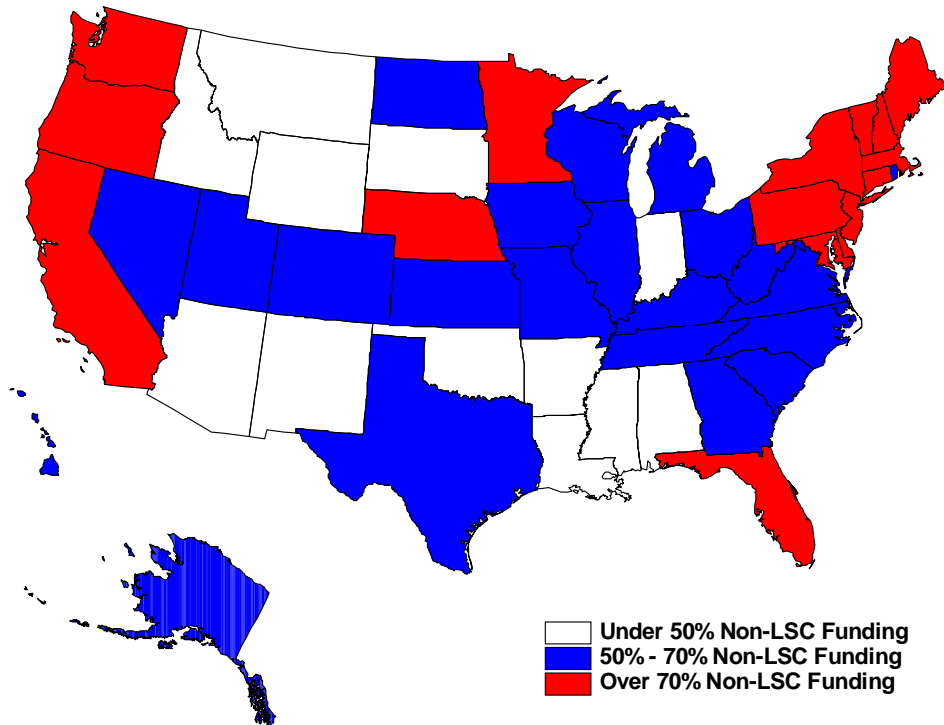 Under 50% Non-LSC Funding
50% - 70% Non-LSC Funding
Over 70% Non-LSC Funding